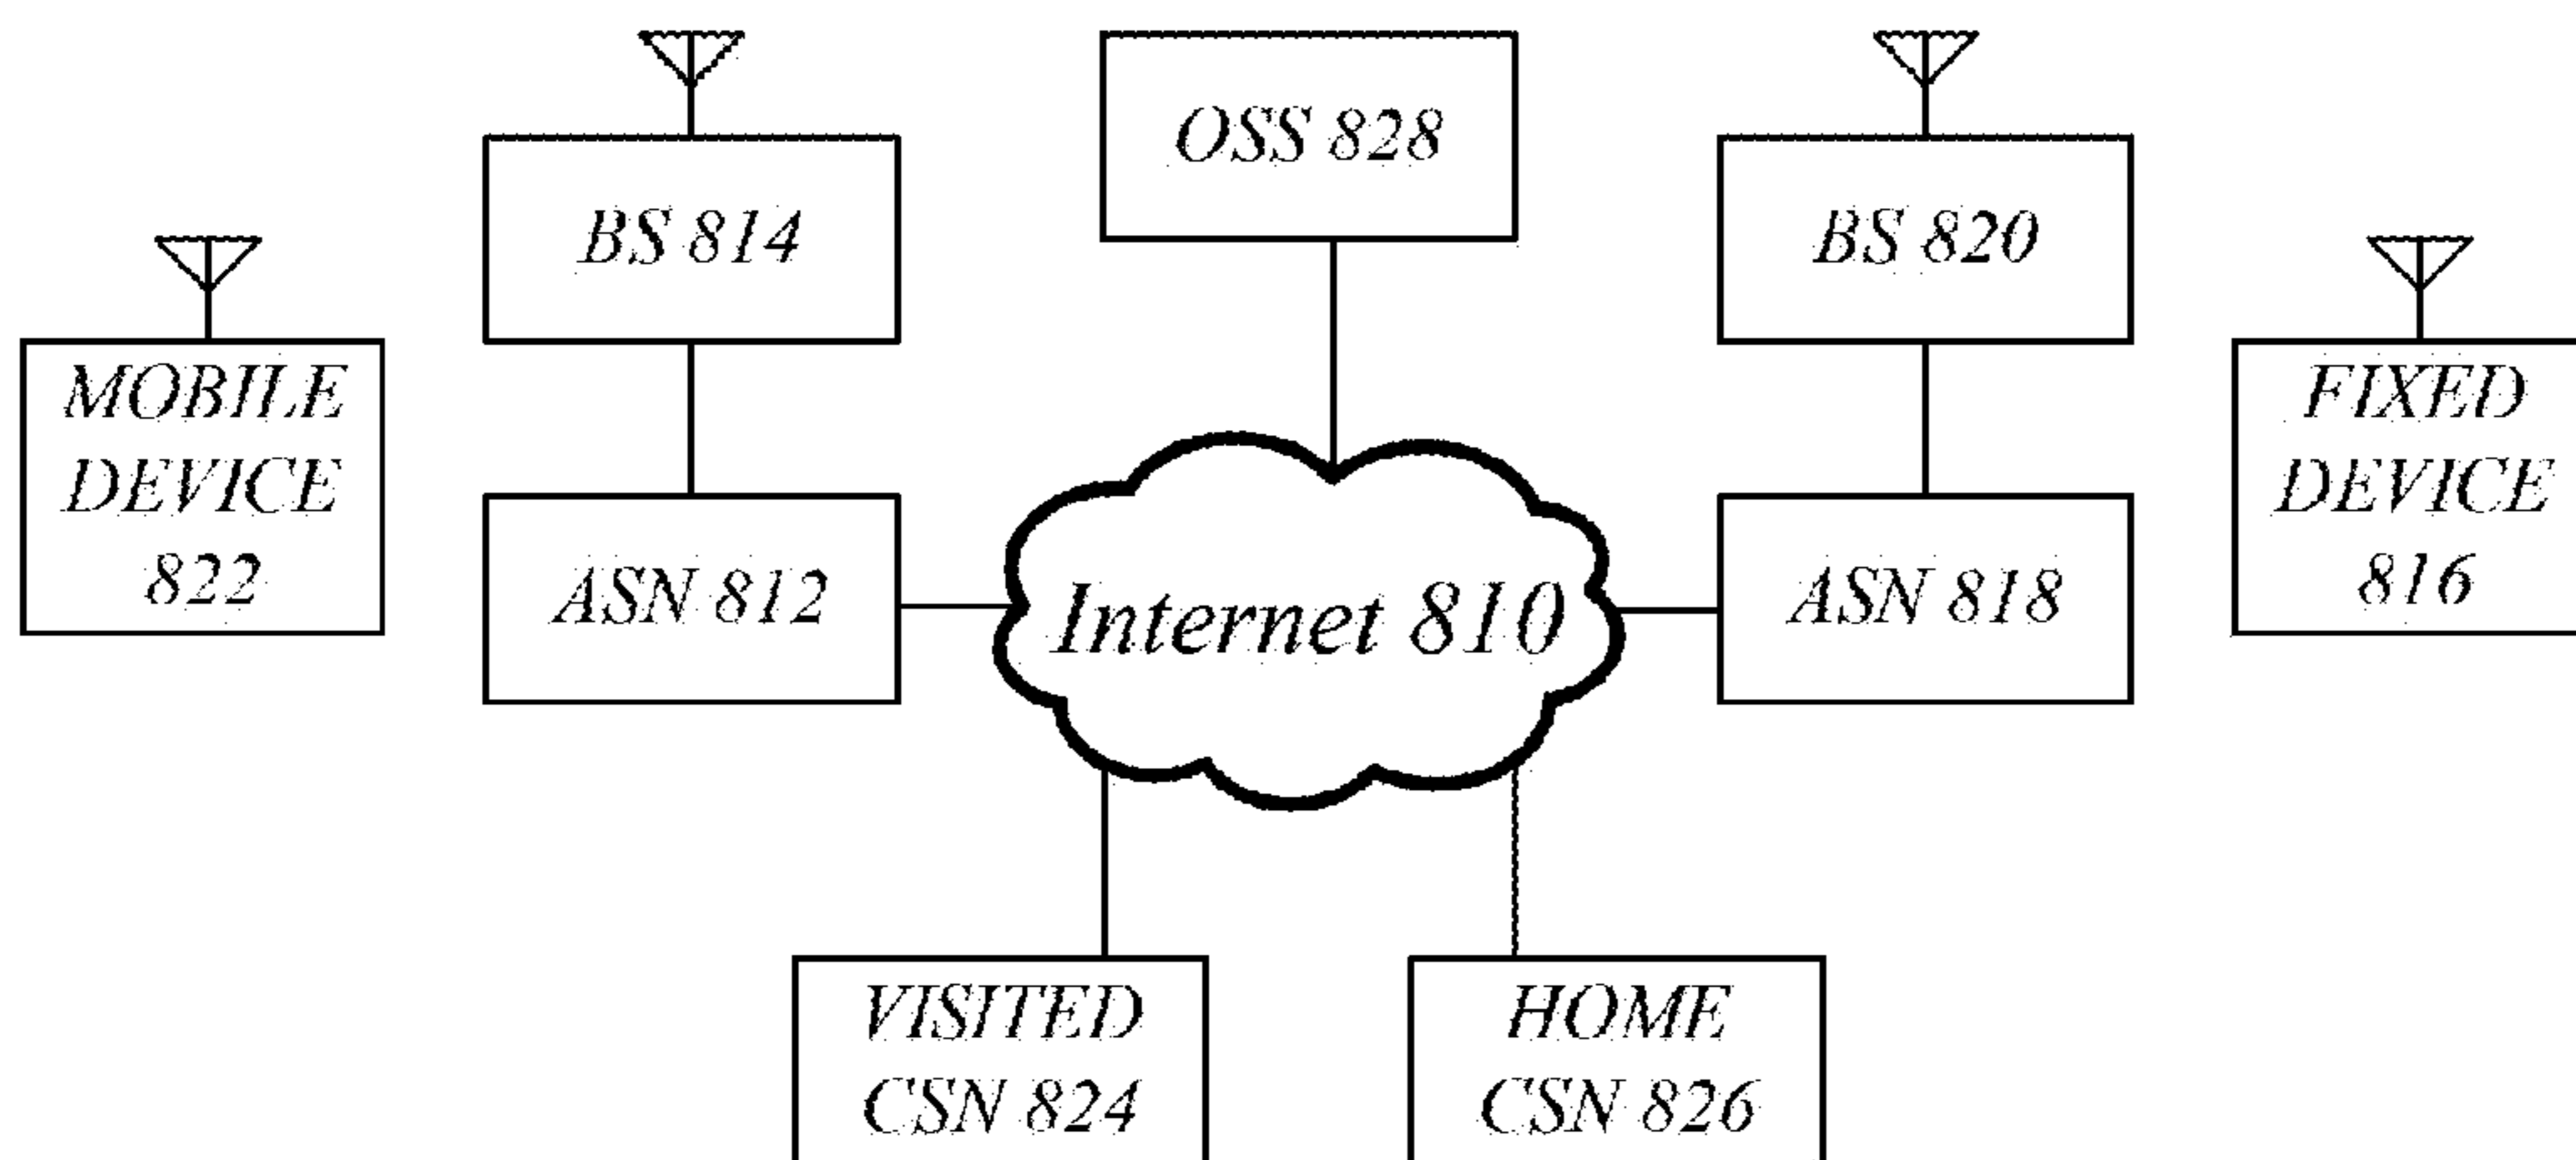 OSS 828
BS 814
BS 820
MOBILE
DEVICE
822
ASN 812
Internet 810
ASN 818
FIXED
DEVICE
816
VISITED
CSN 824
HOME
CSN 826